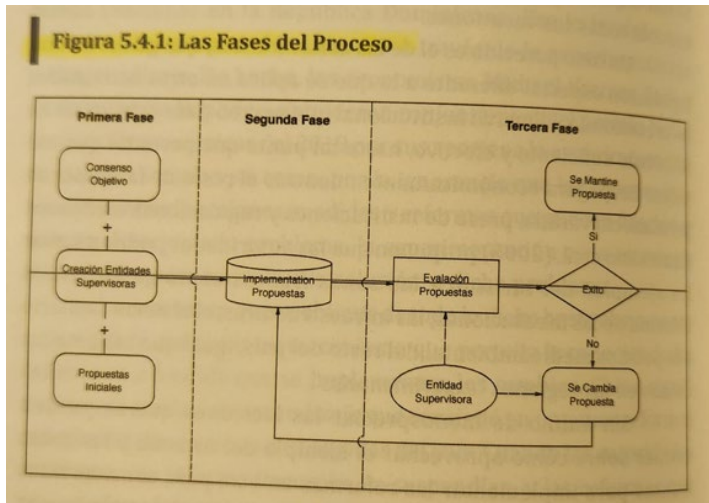 Figura 5.4.1: Las Fases del Proceso
Primera Fase
Segunda Fase
Tercera Fase
Consenso
Objetivo
+
Creación Entidades
Supervisoras
+
Propuestas
Iniciales
Implementation
Propuestas
Evalación
Propuestas
Se Mantine
Propuesta
Si
Exito
No
Entidad
Supervisora
Se Cambia
Propuesta